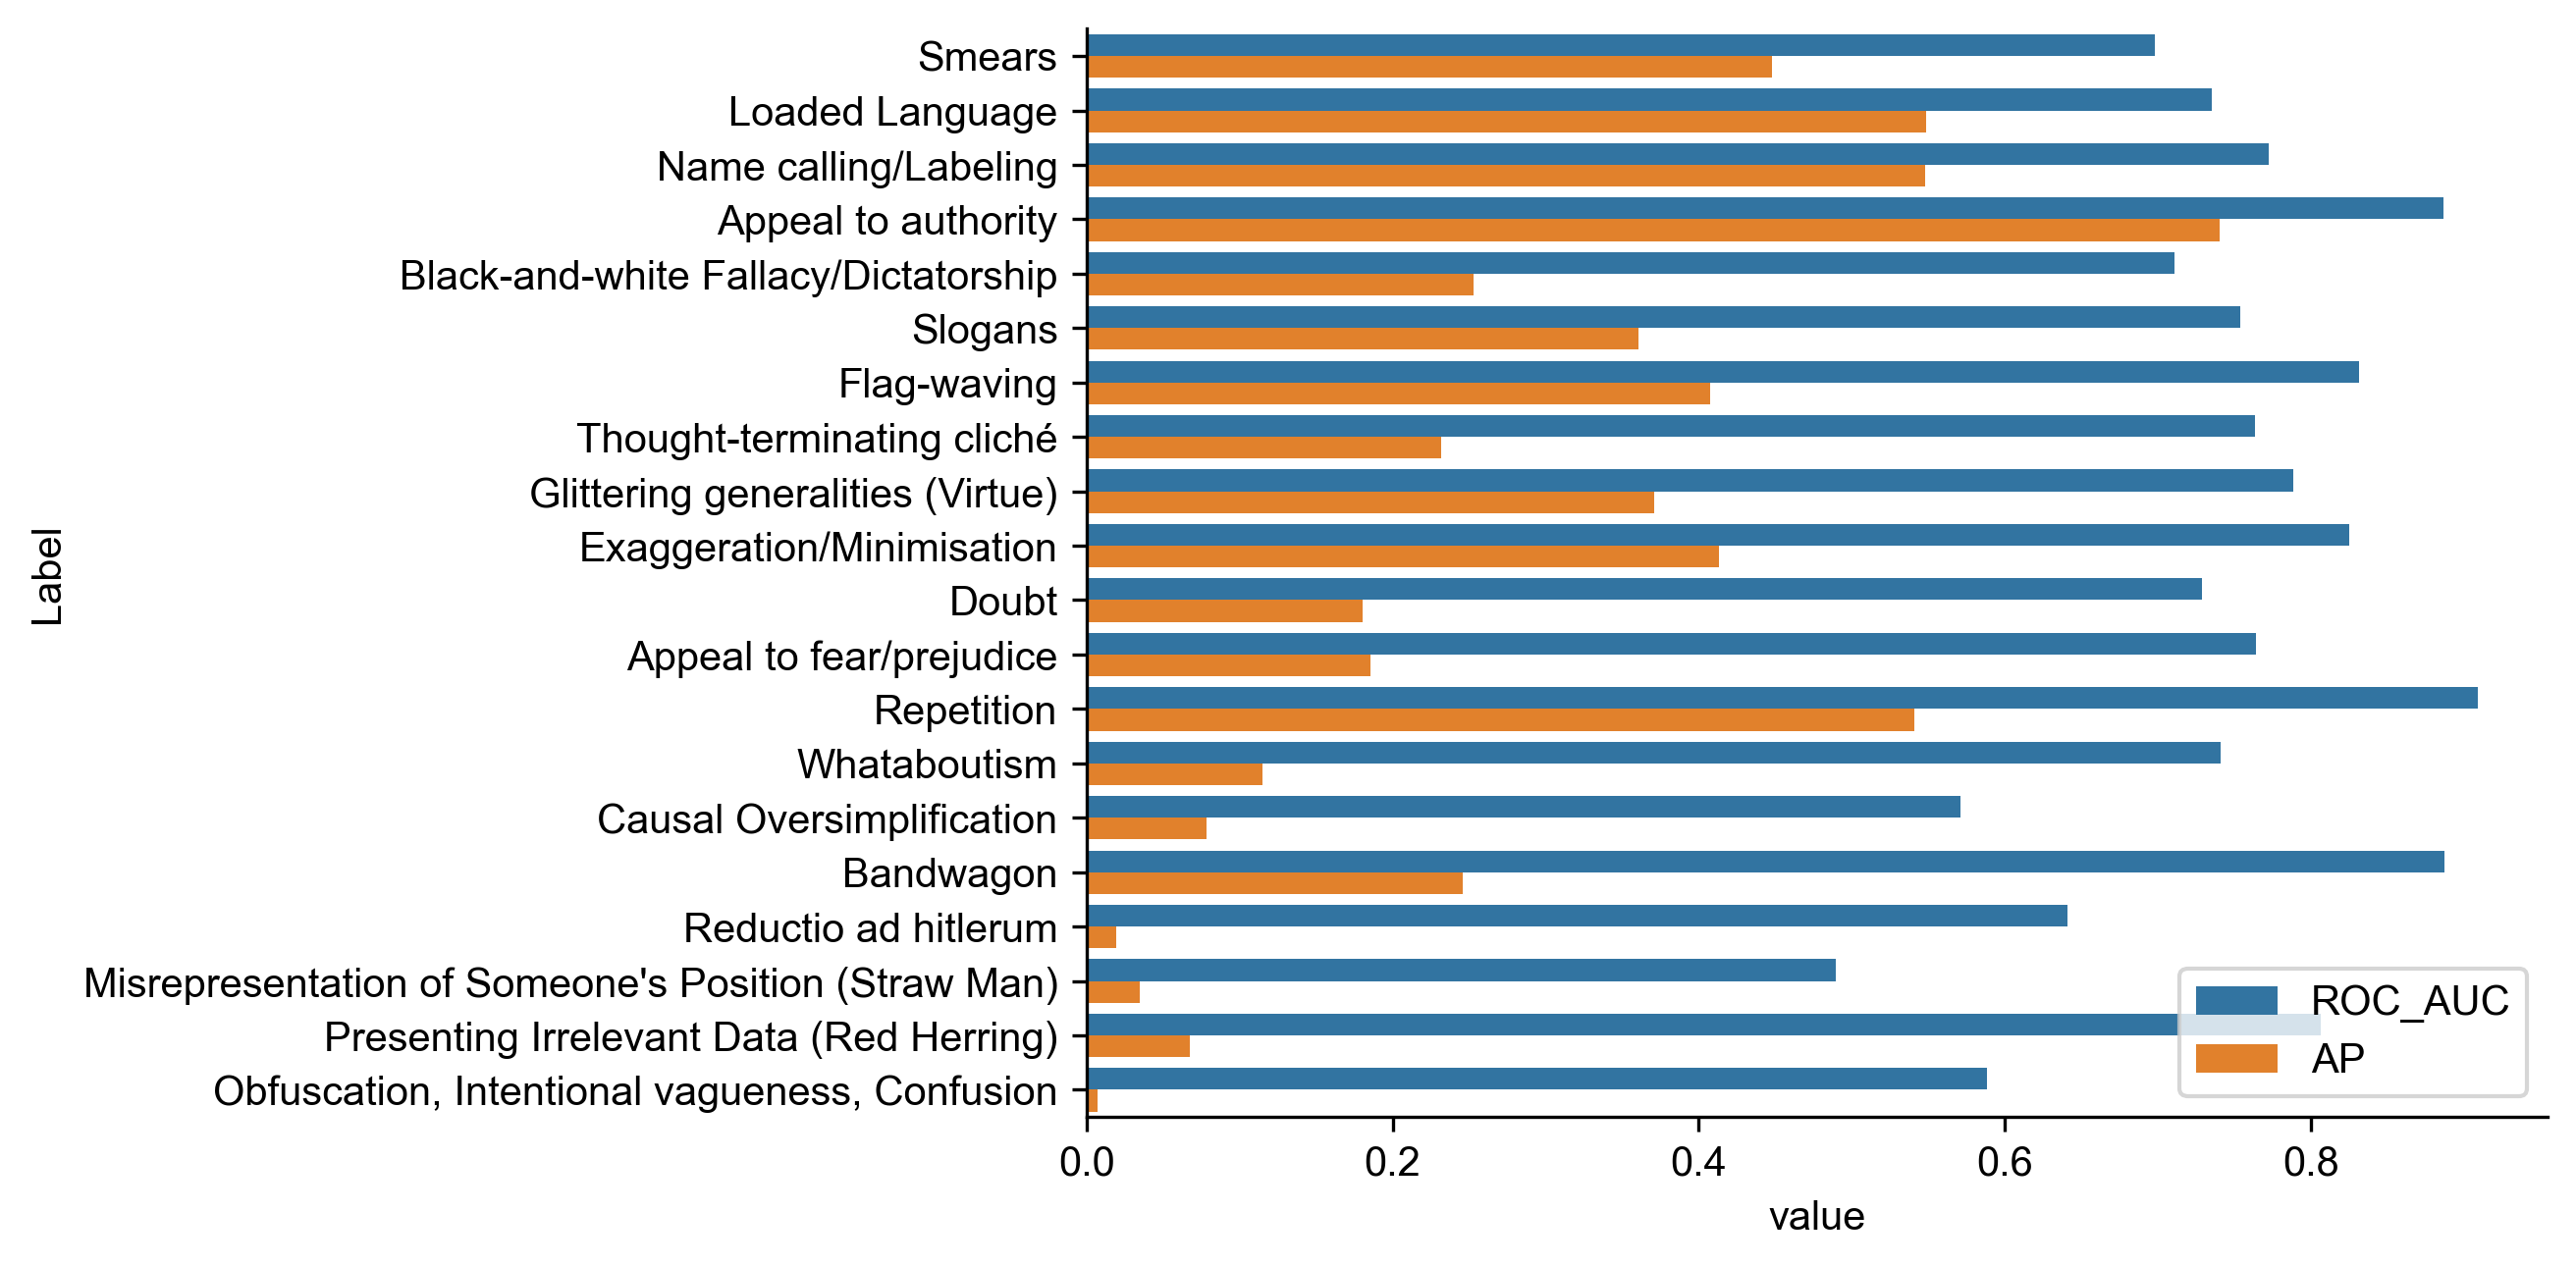 Smears
Loaded Language
Name calling/Labeling
Appeal to authority
Black-and-white Fallacy/Dictatorship
Slogans
Flag-waving
Thought-terminating cliché
Glittering generalities (Virtue)
Exaggeration/Minimisation
Doubt
Appeal to fear/prejudice
Repetition
Whataboutism
Causal Oversimplification
Bandwagon
Reductio ad hitlerum
Misrepresentation of Someone's Position (Straw Man)
Presenting Irrelevant Data (Red Herring)
Obfuscation, Intentional vagueness, Confusion
Label
ROC_AUC
AP
0.0 0.2 0.4 0.6 0.8
value